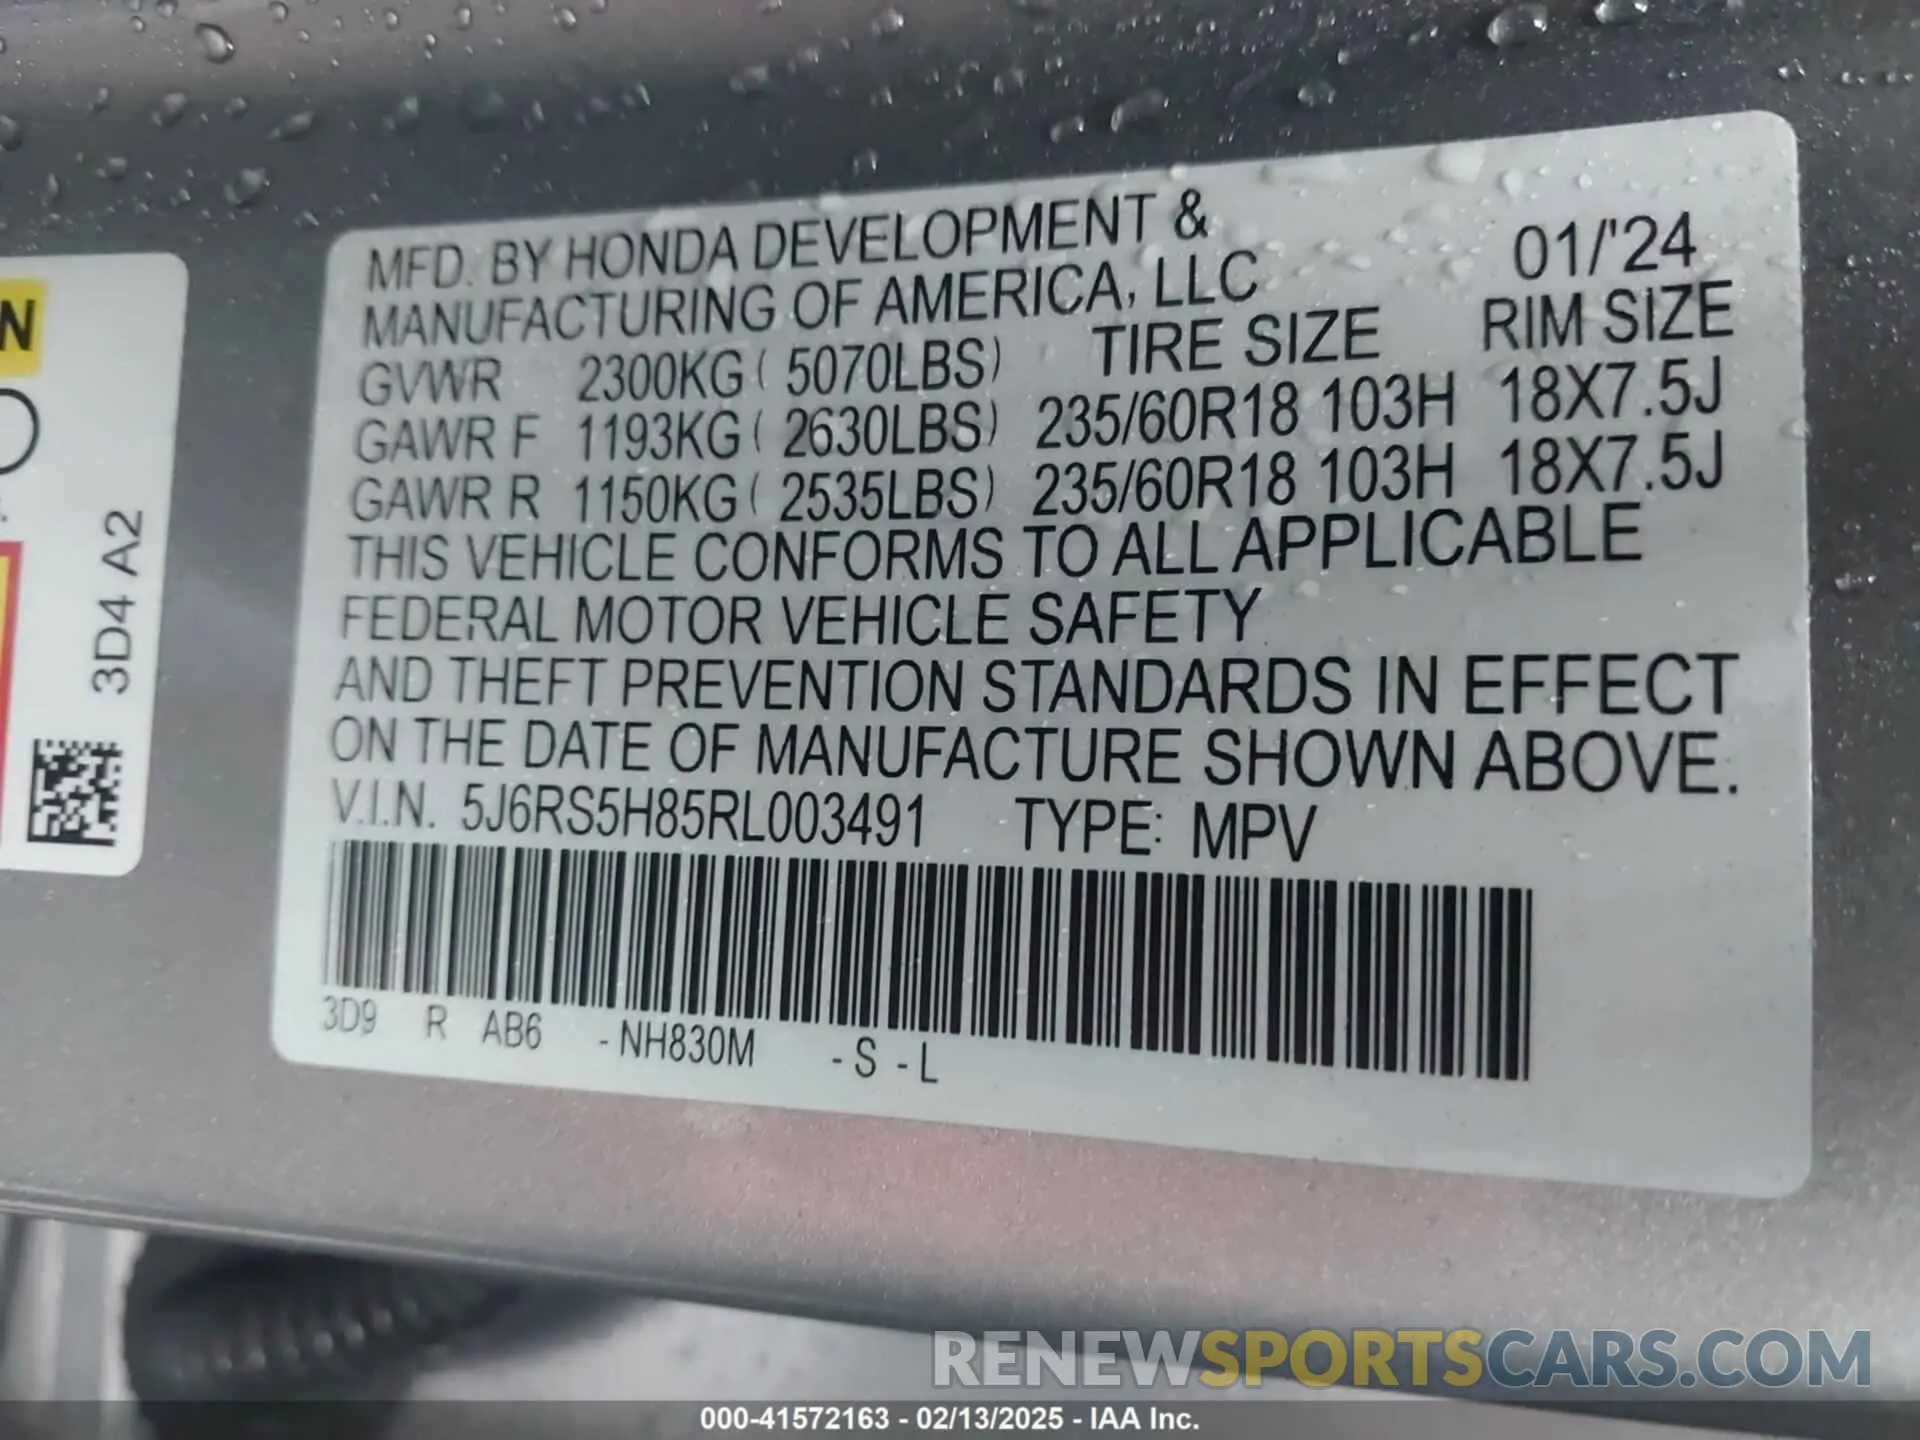 MFD. BY HONDA DEVELOPMENT &
MANUFACTURING OF AMERICA, LLC 01/'24
GVWR 2300KG ( 5070LBS) TIRE SIZE RIM SIZE
GAWR F 1193KG ( 2630LBS) 235/60R18 103H 18X7.5J
GAWR R 1150KG ( 2535LBS) 235/60R18 103H 18X7.5J
THIS VEHICLE CONFORMS TO ALL APPLICABLE
FEDERAL MOTOR VEHICLE SAFETY
AND THEFT PREVENTION STANDARDS IN EFFECT
ON THE DATE OF MANUFACTURE SHOWN ABOVE.
V.I.N. 5J6RS5H85RL003491 TYPE: MPV
3D9 R AB6 -NH830M -S -L
N
3D4 A2
RENEWSPORTSCARS.COM
000-41572163 - 02/13/2025 - IAA Inc.